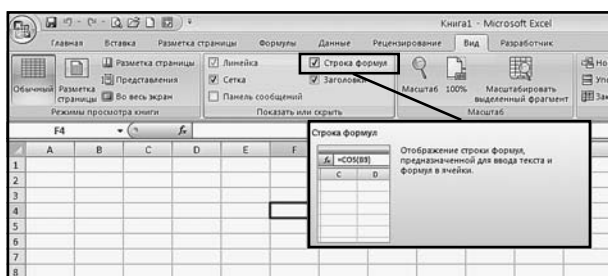 Книга1 - Microsoft Excel
Главная Вставка Разметка страницы Формулы Данные Рецензирование Вид Разработчик
Обычный Разметка страницы
Разметка страницы
Представления
Во весь экран
Режимы просмотра книги
Линейка
Сетка
Панель сообщений
Строка формул
Заголовки
Показать или скрыть
Масштаб 100% Масштабировать выделенный фрагмент
Масштаб
F4 fx
A B C D E F
1
2
3
4
5
6
7
8
Строка формул
fx =COS(B9)
C D
Отображение строки формул,
предназначенной для ввода текста и
формул в ячейки.